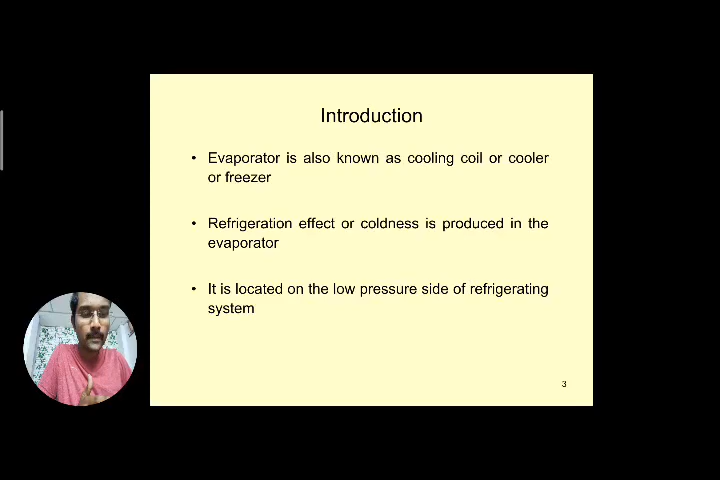 Introduction
• Evaporator is also known as cooling coil or cooler
or freezer
• Refrigeration effect or coldness is produced in the
evaporator
• It is located on the low pressure side of refrigerating
system
3